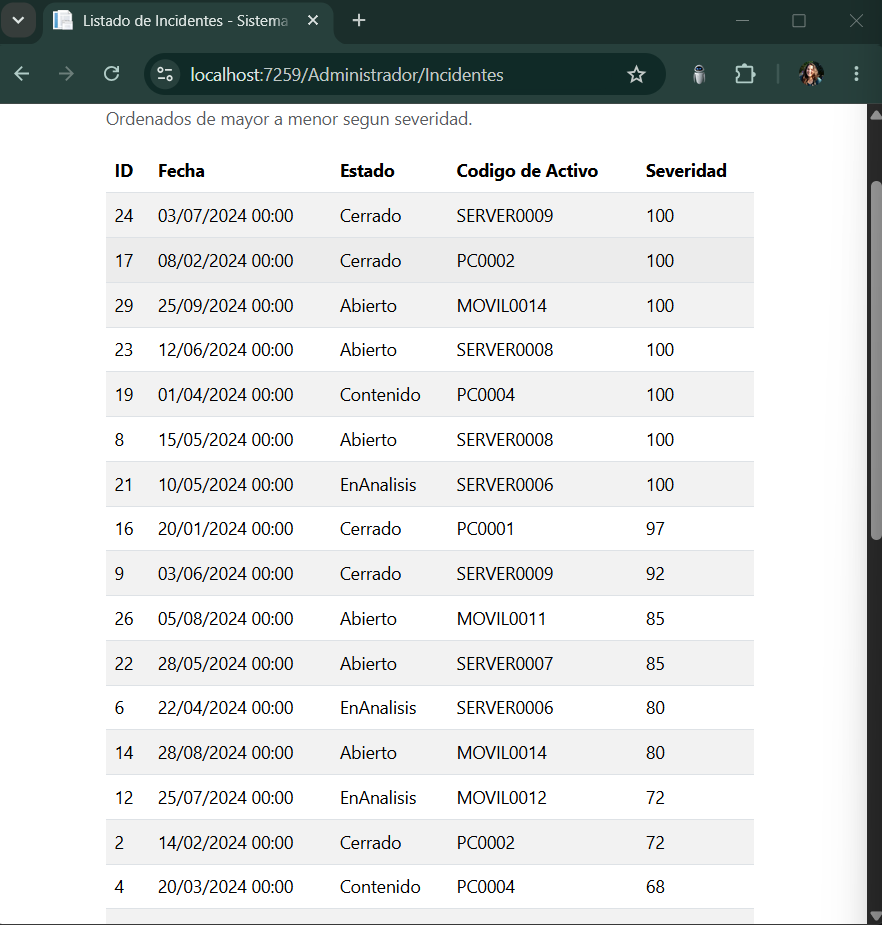 Listado de Incidentes - Sistema
localhost:7259/Administrador/Incidentes
Ordenados de mayor a menor segun severidad.
ID Fecha Estado Codigo de Activo Severidad
24 03/07/2024 00:00 Cerrado SERVER0009 100
17 08/02/2024 00:00 Cerrado PC0002 100
29 25/09/2024 00:00 Abierto MOVIL0014 100
23 12/06/2024 00:00 Abierto SERVER0008 100
19 01/04/2024 00:00 Contenido PC0004 100
8 15/05/2024 00:00 Abierto SERVER0008 100
21 10/05/2024 00:00 EnAnalisis SERVER0006 100
16 20/01/2024 00:00 Cerrado PC0001 97
9 03/06/2024 00:00 Cerrado SERVER0009 92
26 05/08/2024 00:00 Abierto MOVIL0011 85
22 28/05/2024 00:00 Abierto SERVER0007 85
6 22/04/2024 00:00 EnAnalisis SERVER0006 80
14 28/08/2024 00:00 Abierto MOVIL0014 80
12 25/07/2024 00:00 EnAnalisis MOVIL0012 72
2 14/02/2024 00:00 Cerrado PC0002 72
4 20/03/2024 00:00 Contenido PC0004 68